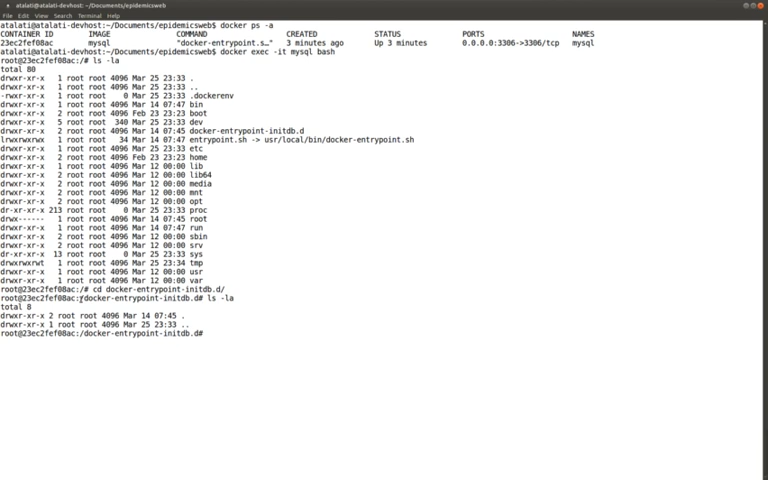 atalati@atalati-devhost: ~/Documents/epidemicsweb
File Edit View Search Terminal Help
atalati@atalati-devhost:~/Documents/epidemicsweb$ docker ps -a
CONTAINER ID IMAGE COMMAND CREATED STATUS PORTS NAMES
23ec2fef08ac mysql "docker-entrypoint.s…" 3 minutes ago Up 3 minutes 0.0.0.0:3306->3306/tcp mysql
atalati@atalati-devhost:~/Documents/epidemicsweb$ docker exec -it mysql bash
root@23ec2fef08ac:/# ls -la
total 80
drwxr-xr-x 1 root root 4096 Mar 25 23:33 .
drwxr-xr-x 1 root root 4096 Mar 25 23:33 ..
-rwxr-xr-x 1 root root 0 Mar 25 23:33 .dockerenv
drwxr-xr-x 1 root root 4096 Mar 14 07:47 bin
drwxr-xr-x 2 root root 4096 Feb 23 23:23 boot
drwxr-xr-x 5 root root 340 Mar 25 23:33 dev
drwxr-xr-x 2 root root 4096 Mar 14 07:45 docker-entrypoint-initdb.d
lrwxrwxrwx 1 root root 34 Mar 14 07:47 entrypoint.sh -> usr/local/bin/docker-entrypoint.sh
drwxr-xr-x 1 root root 4096 Mar 25 23:33 etc
drwxr-xr-x 2 root root 4096 Feb 23 23:23 home
drwxr-xr-x 1 root root 4096 Mar 12 00:00 lib
drwxr-xr-x 2 root root 4096 Mar 12 00:00 lib64
drwxr-xr-x 2 root root 4096 Mar 12 00:00 media
drwxr-xr-x 2 root root 4096 Mar 12 00:00 mnt
drwxr-xr-x 2 root root 4096 Mar 12 00:00 opt
dr-xr-xr-x 213 root root 0 Mar 25 23:33 proc
drwx------ 1 root root 4096 Mar 14 07:45 root
drwxr-xr-x 1 root root 4096 Mar 14 07:47 run
drwxr-xr-x 2 root root 4096 Mar 12 00:00 sbin
drwxr-xr-x 2 root root 4096 Mar 12 00:00 srv
dr-xr-xr-x 13 root root 0 Mar 25 23:33 sys
drwxrwxrwt 1 root root 4096 Mar 25 23:34 tmp
drwxr-xr-x 1 root root 4096 Mar 12 00:00 usr
drwxr-xr-x 1 root root 4096 Mar 12 00:00 var
root@23ec2fef08ac:/# cd docker-entrypoint-initdb.d/
root@23ec2fef08ac:/docker-entrypoint-initdb.d# ls -la
total 8
drwxr-xr-x 2 root root 4096 Mar 14 07:45 .
drwxr-xr-x 1 root root 4096 Mar 25 23:33 ..
root@23ec2fef08ac:/docker-entrypoint-initdb.d#